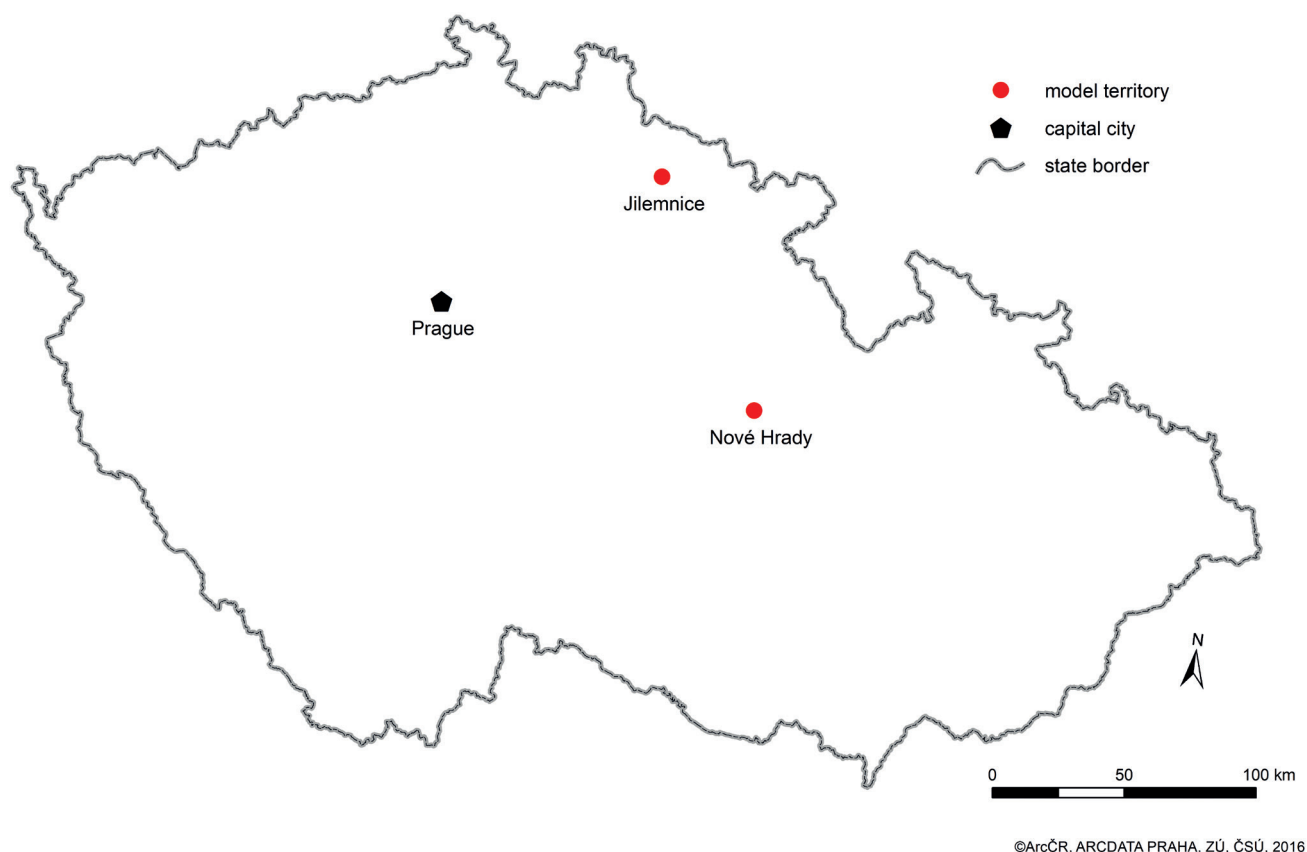 model territory
capital city
state border
Jilemnice
Prague
Nové Hrady
N
0 50 100 km
©ArcČR, ARCDATA PRAHA, ZÚ, ČSÚ, 2016